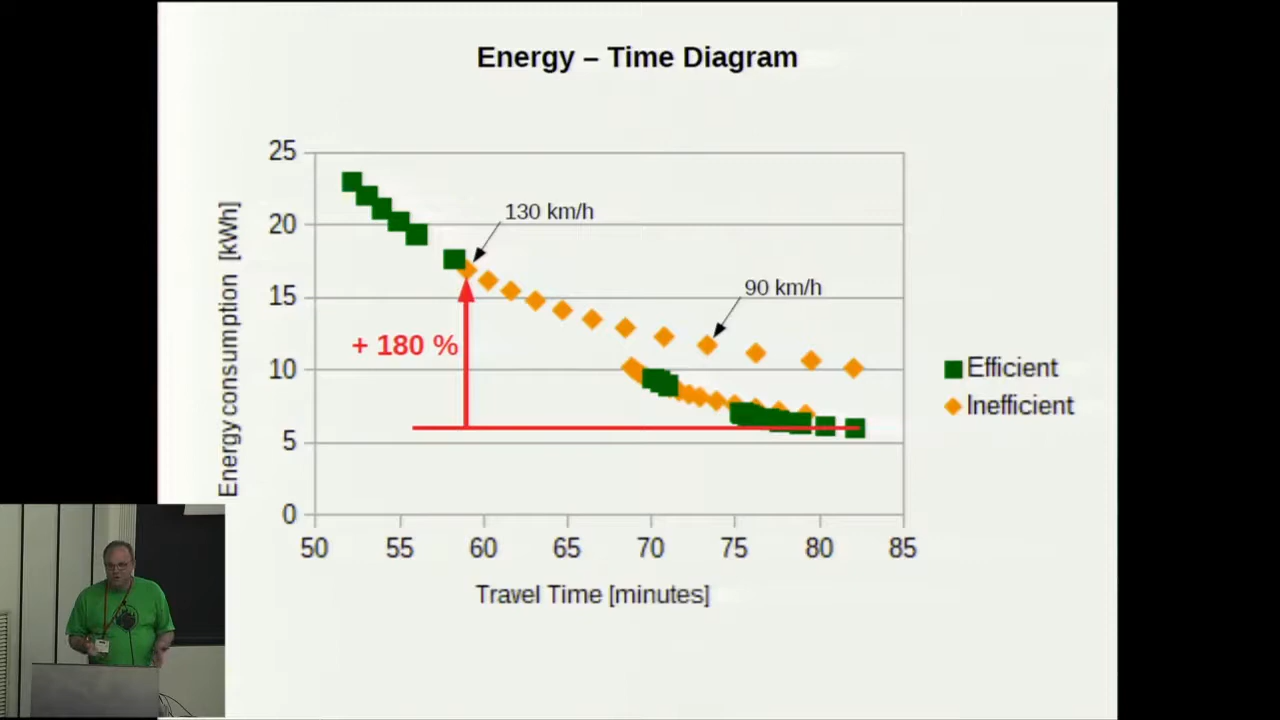 Energy – Time Diagram
25
20
15
10
5
0
Energy consumption [kWh]
130 km/h
90 km/h
+ 180 %
Efficient
Inefficient
50 55 60 65 70 75 80 85
Travel Time [minutes]